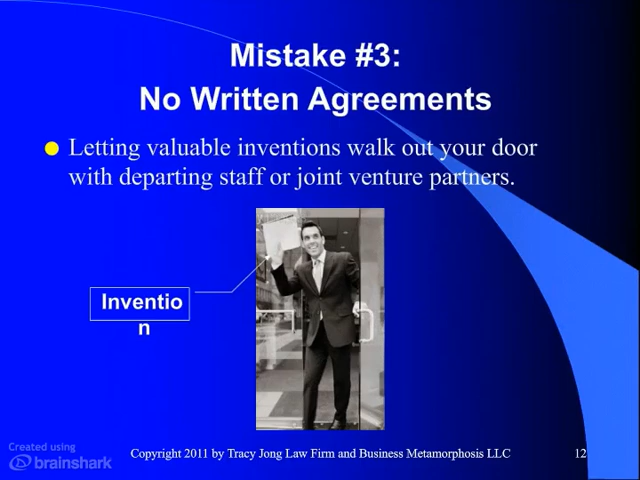 Mistake #3:
No Written Agreements
Letting valuable inventions walk out your door
with departing staff or joint venture partners.
Inventio
n
Created using
brainshark
Copyright 2011 by Tracy Jong Law Firm and Business Metamorphosis LLC
12